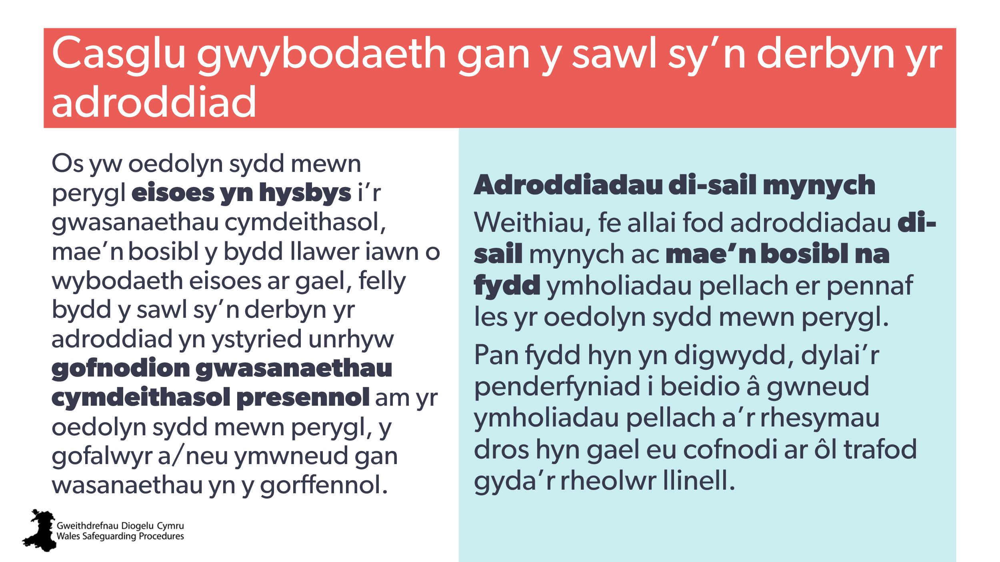 Casglu gwybodaeth gan y sawl sy’n derbyn yr
adroddiad
Os yw oedolyn sydd mewn
perygl eisoes yn hysbys i’r
gwasanaethau cymdeithasol,
mae’n bosibl y bydd llawer iawn o
wybodaeth eisoes ar gael, felly
bydd y sawl sy’n derbyn yr
adroddiad yn ystyried unrhyw
gofnodion gwasanaethau
cymdeithasol presennol am yr
oedolyn sydd mewn perygl, y
gofalwyr a/neu ymwneud gan
wasanaethau yn y gorffennol.
Adroddiadau di-sail mynych
Weithiau, fe allai fod adroddiadau di-
sail mynych ac mae’n bosibl na
fydd ymholiadau pellach er pennaf
les yr oedolyn sydd mewn perygl.
Pan fydd hyn yn digwydd, dylai’r
penderfyniad i beidio â gwneud
ymholiadau pellach a’r rhesymau
dros hyn gael eu cofnodi ar ôl trafod
gyda’r rheolwr llinell.
Gweithdrefnau Diogelu Cymru
Wales Safeguarding Procedures